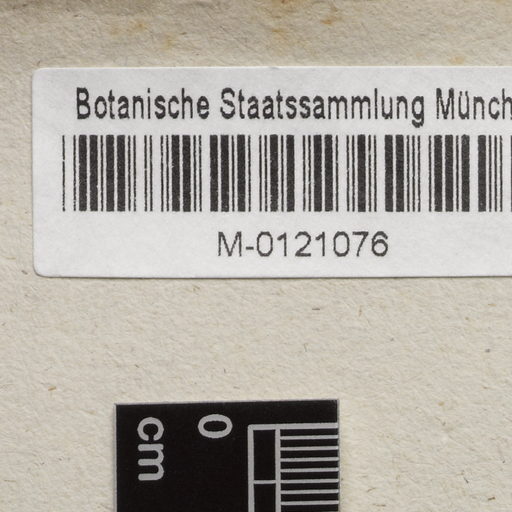 Botanische Staatssammlung Münch
M-0121076
0
cm